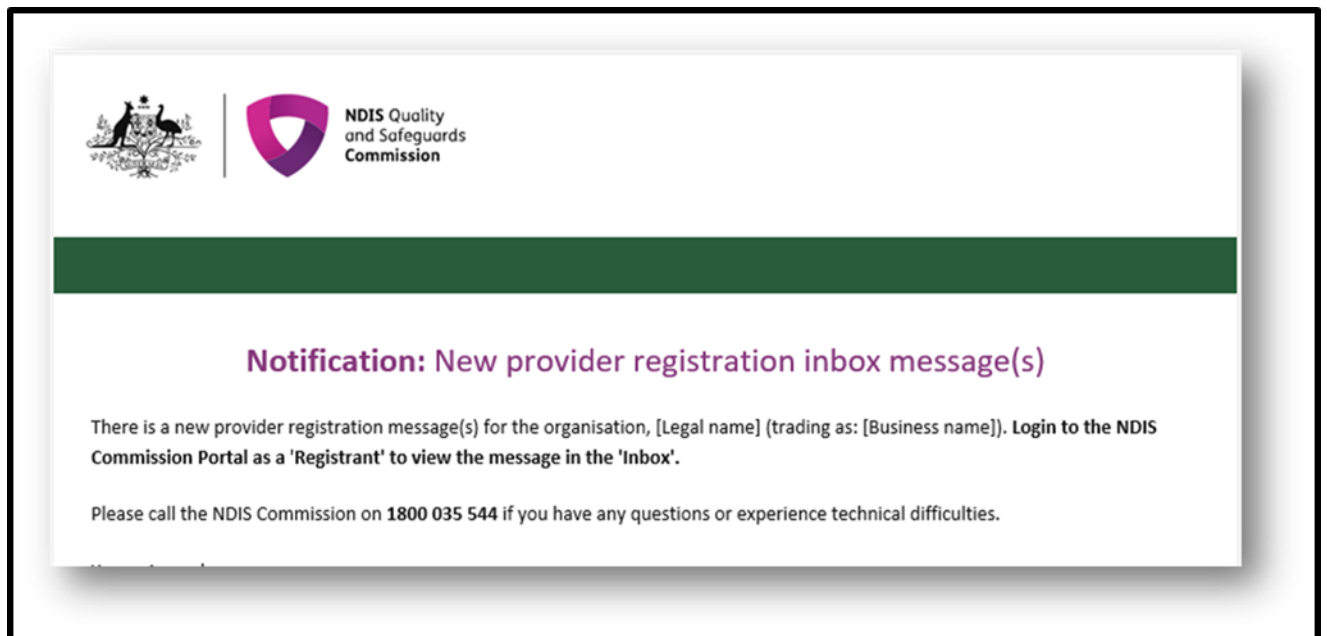 NDIS Quality
and Safeguards
Commission
Notification: New provider registration inbox message(s)
There is a new provider registration message(s) for the organisation, [Legal name] (trading as: [Business name]). Login to the NDIS
Commission Portal as a 'Registrant' to view the message in the 'Inbox'.
Please call the NDIS Commission on 1800 035 544 if you have any questions or experience technical difficulties.